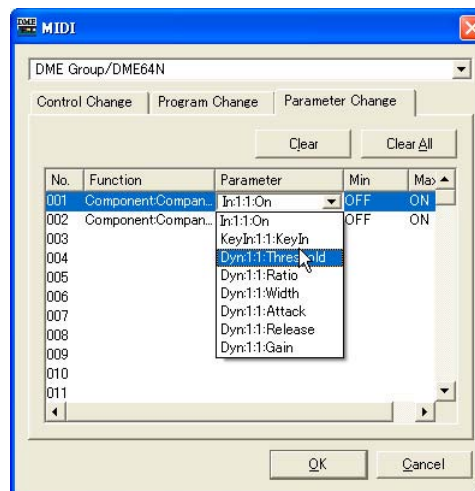 DME MIDI
DME Group/DME64N
Control Change Program Change Parameter Change
Clear Clear All
No. Function Parameter Min Max
001 Component:Compan... In:1:1:On OFF ON
002 Component:Compan... In:1:1:On OFF ON
003 KeyIn:1:1:KeyIn
004 Dyn:1:1:Threshold
005 Dyn:1:1:Ratio
006 Dyn:1:1:Width
007 Dyn:1:1:Attack
008 Dyn:1:1:Release
009 Dyn:1:1:Gain
010
011
OK Cancel